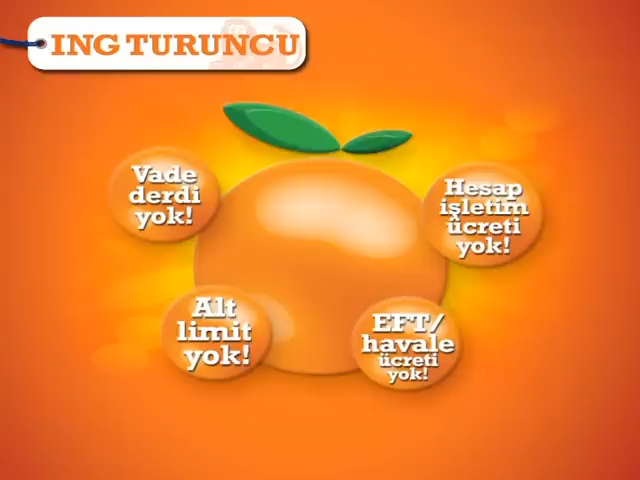 ING TURUNCU
Vade
derdi
yok!
Hesap
işletim
ücreti
yok!
Alt
limit
yok!
EFT/
havale
ücreti
yok!